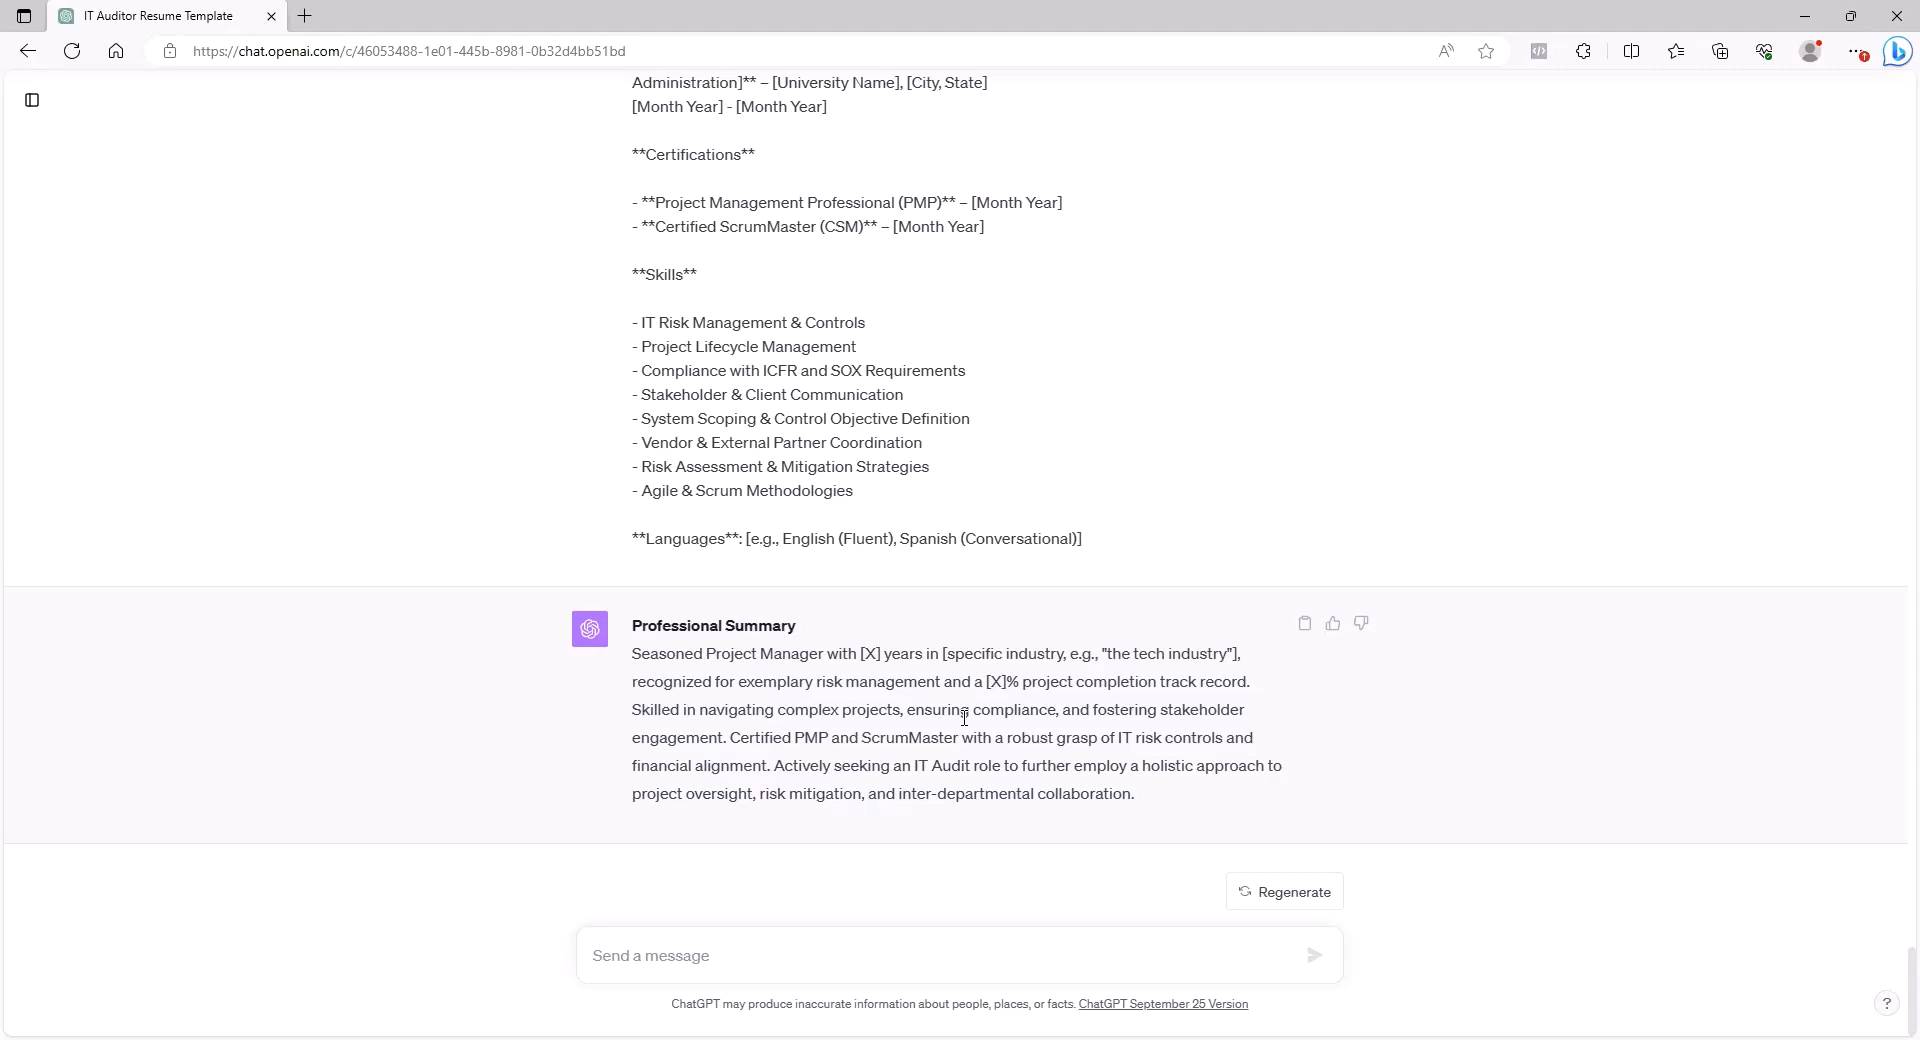 IT Auditor Resume Template
https://chat.openai.com/c/46053488-1e01-445b-8981-0b32d4bb51bd
Administration]** – [University Name], [City, State]
[Month Year] - [Month Year]
**Certifications**
- **Project Management Professional (PMP)** – [Month Year]
- **Certified ScrumMaster (CSM)** – [Month Year]
**Skills**
- IT Risk Management & Controls
- Project Lifecycle Management
- Compliance with ICFR and SOX Requirements
- Stakeholder & Client Communication
- System Scoping & Control Objective Definition
- Vendor & External Partner Coordination
- Risk Assessment & Mitigation Strategies
- Agile & Scrum Methodologies
**Languages**: [e.g., English (Fluent), Spanish (Conversational)]
Professional Summary
Seasoned Project Manager with [X] years in [specific industry, e.g., "the tech industry"],
recognized for exemplary risk management and a [X]% project completion track record.
Skilled in navigating complex projects, ensuring compliance, and fostering stakeholder
engagement. Certified PMP and ScrumMaster with a robust grasp of IT risk controls and
financial alignment. Actively seeking an IT Audit role to further employ a holistic approach to
project oversight, risk mitigation, and inter-departmental collaboration.
Regenerate
Send a message
ChatGPT may produce inaccurate information about people, places, or facts. ChatGPT September 25 Version
?